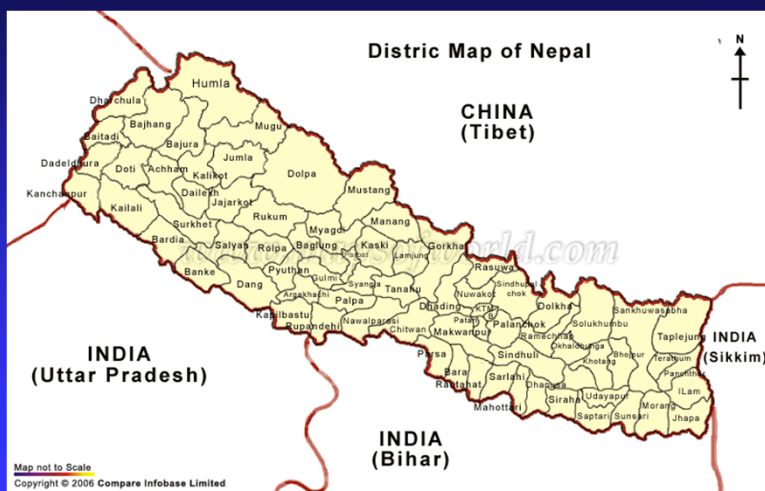 Distric Map of Nepal
N
CHINA
(Tibet)
Humla
Dharchula
Bajhang
Mugu
Baitadi
Bajura
Jumla
Dadeldhura
Doti
Achham
Kalikot
Dolpa
Mustang
Kanchanpur
Dailekh
Jajarkot
Kailali
Rukum
Manang
Surkhet
Myagdi
Bardia
Salyan
Rolpa
Baglung
Kaski
Gorkha
Parbat
Lamjung
Banke
Pyuthan
Rasuwa
Dang
Gulmi
Syangja
Tanahu
Nuwakot
Sindhupal
chok
Argakhachi
Palpa
Dhading
Dolkha
Sankhuwasabha
Kapilbastu
Nawalparasi
KTM
B
Patan
Palanchok
Solukhumbu
Rupandehi
Chitwan
Makwanpur
Ramechhap
Taplejung
Okhaldhunga
INDIA
(Sikkim)
Parsa
Sindhuli
Khotang
Bhojpur
Terathum
Bara
Panchthar
Rautahat
Sarlahi
Dhanusa
Udayapur
ILam
Mahottari
Siraha
Morang
Saptari
Sunsari
Jhapa
INDIA
(Uttar Pradesh)
INDIA
(Bihar)
Map not to Scale
Copyright © 2006 Compare Infobase Limited